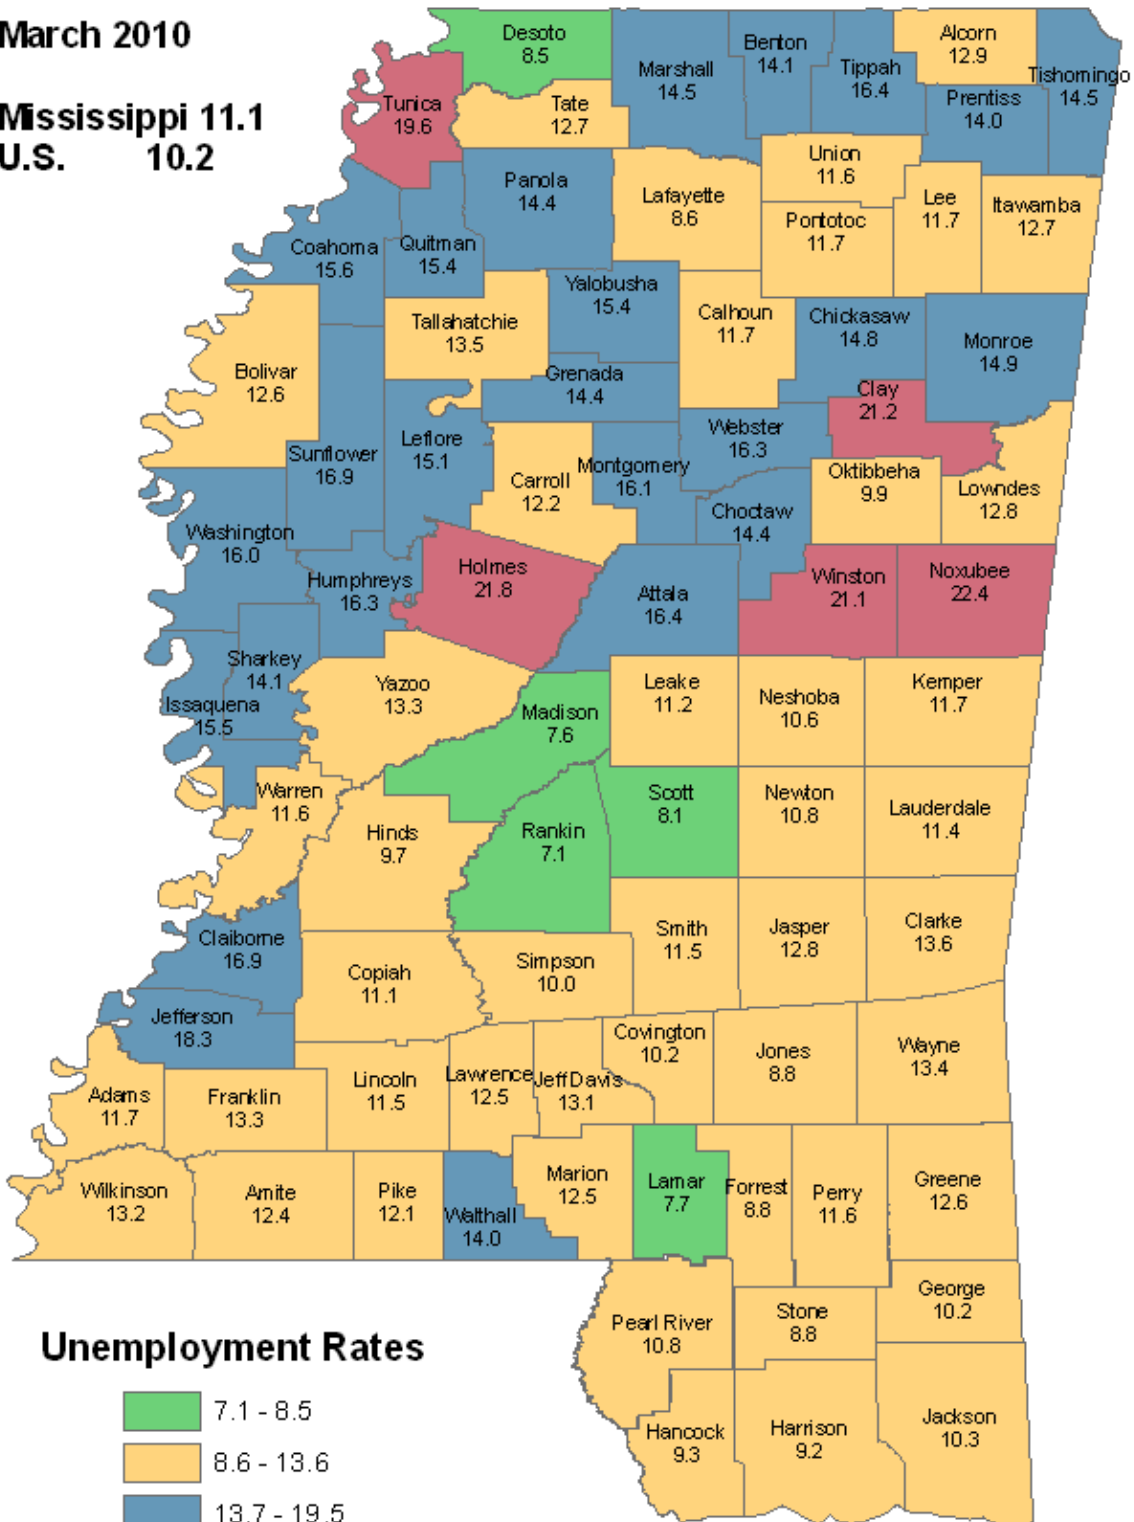 March 2010
Mississippi 11.1
U.S. 10.2
Desoto
8.5
Marshall
14.5
Benton
14.1
Tippah
16.4
Alcorn
12.9
Tishomingo
14.5
Prentiss
14.0
Tunica
19.6
Tate
12.7
Union
11.6
Panola
14.4
Lafayette
8.6
Pontotoc
11.7
Lee
11.7
Itawamba
12.7
Coahoma
15.6
Quitman
15.4
Yalobusha
15.4
Tallahatchie
13.5
Calhoun
11.7
Chickasaw
14.8
Monroe
14.9
Bolivar
12.6
Grenada
14.4
Clay
21.2
Sunflower
16.9
Leflore
15.1
Webster
16.3
Carroll
12.2
Montgomery
16.1
Oktibbeha
9.9
Lowndes
12.8
Choctaw
14.4
Washington
16.0
Humphreys
16.3
Holmes
21.8
Attala
16.4
Winston
21.1
Noxubee
22.4
Sharkey
14.1
Issaquena
15.5
Yazoo
13.3
Madison
7.6
Leake
11.2
Neshoba
10.6
Kemper
11.7
Warren
11.6
Hinds
9.7
Rankin
7.1
Scott
8.1
Newton
10.8
Lauderdale
11.4
Claiborne
16.9
Copiah
11.1
Simpson
10.0
Smith
11.5
Jasper
12.8
Clarke
13.6
Jefferson
18.3
Adams
11.7
Franklin
13.3
Lincoln
11.5
Lawrence
12.5
Jeff Davis
13.1
Covington
10.2
Jones
8.8
Wayne
13.4
Wilkinson
13.2
Amite
12.4
Pike
12.1
Walthall
14.0
Marion
12.5
Lamar
7.7
Forrest
8.8
Perry
11.6
Greene
12.6
Pearl River
10.8
Stone
8.8
George
10.2
Hancock
9.3
Harrison
9.2
Jackson
10.3
Unemployment Rates
7.1 - 8.5
8.6 - 13.6
13.7 - 19.5